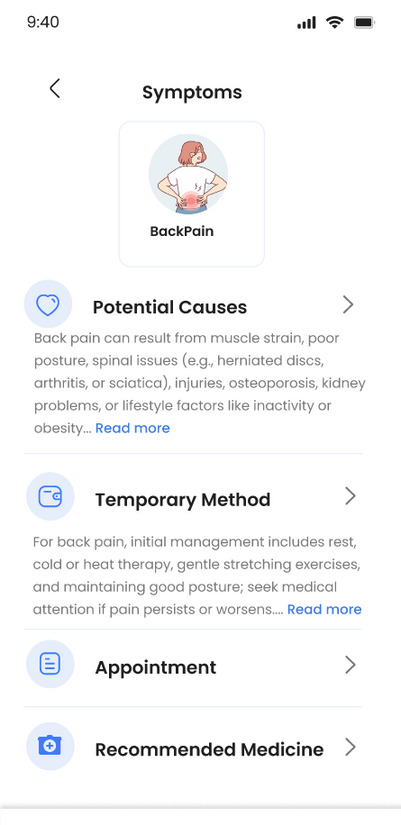 9:40
Symptoms
BackPain
Potential Causes
Back pain can result from muscle strain, poor
posture, spinal issues (e.g., herniated discs,
arthritis, or sciatica), injuries, osteoporosis, kidney
problems, or lifestyle factors like inactivity or
obesity... Read more
Temporary Method
For back pain, initial management includes rest,
cold or heat therapy, gentle stretching exercises,
and maintaining good posture; seek medical
attention if pain persists or worsens.... Read more
Appointment
Recommended Medicine